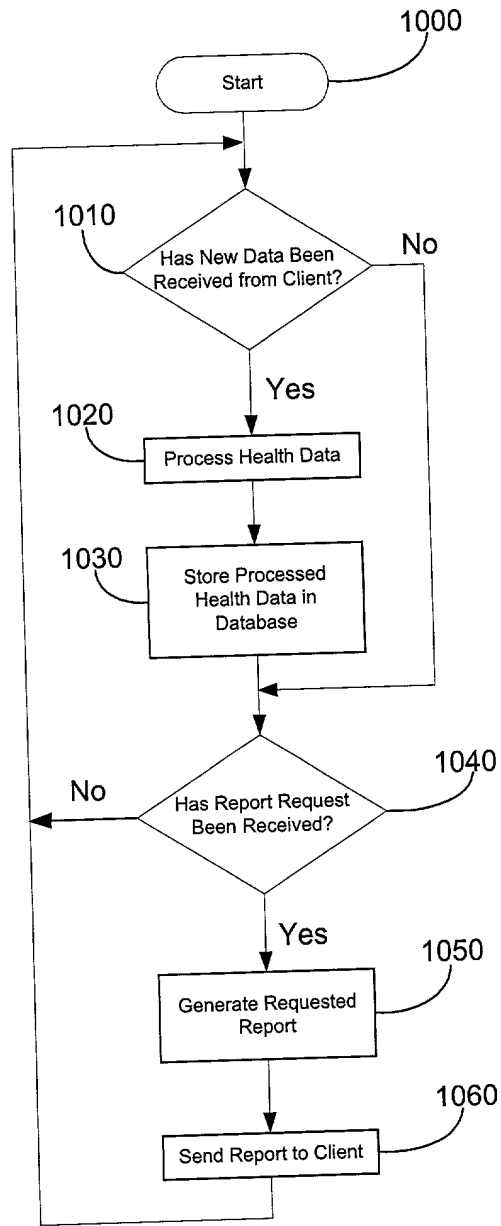 1000
Start
1010
Has New Data Been
Received from Client?
No
Yes
1020
Process Health Data
1030
Store Processed
Health Data in
Database
1040
No
Has Report Request
Been Received?
Yes
1050
Generate Requested
Report
1060
Send Report to Client